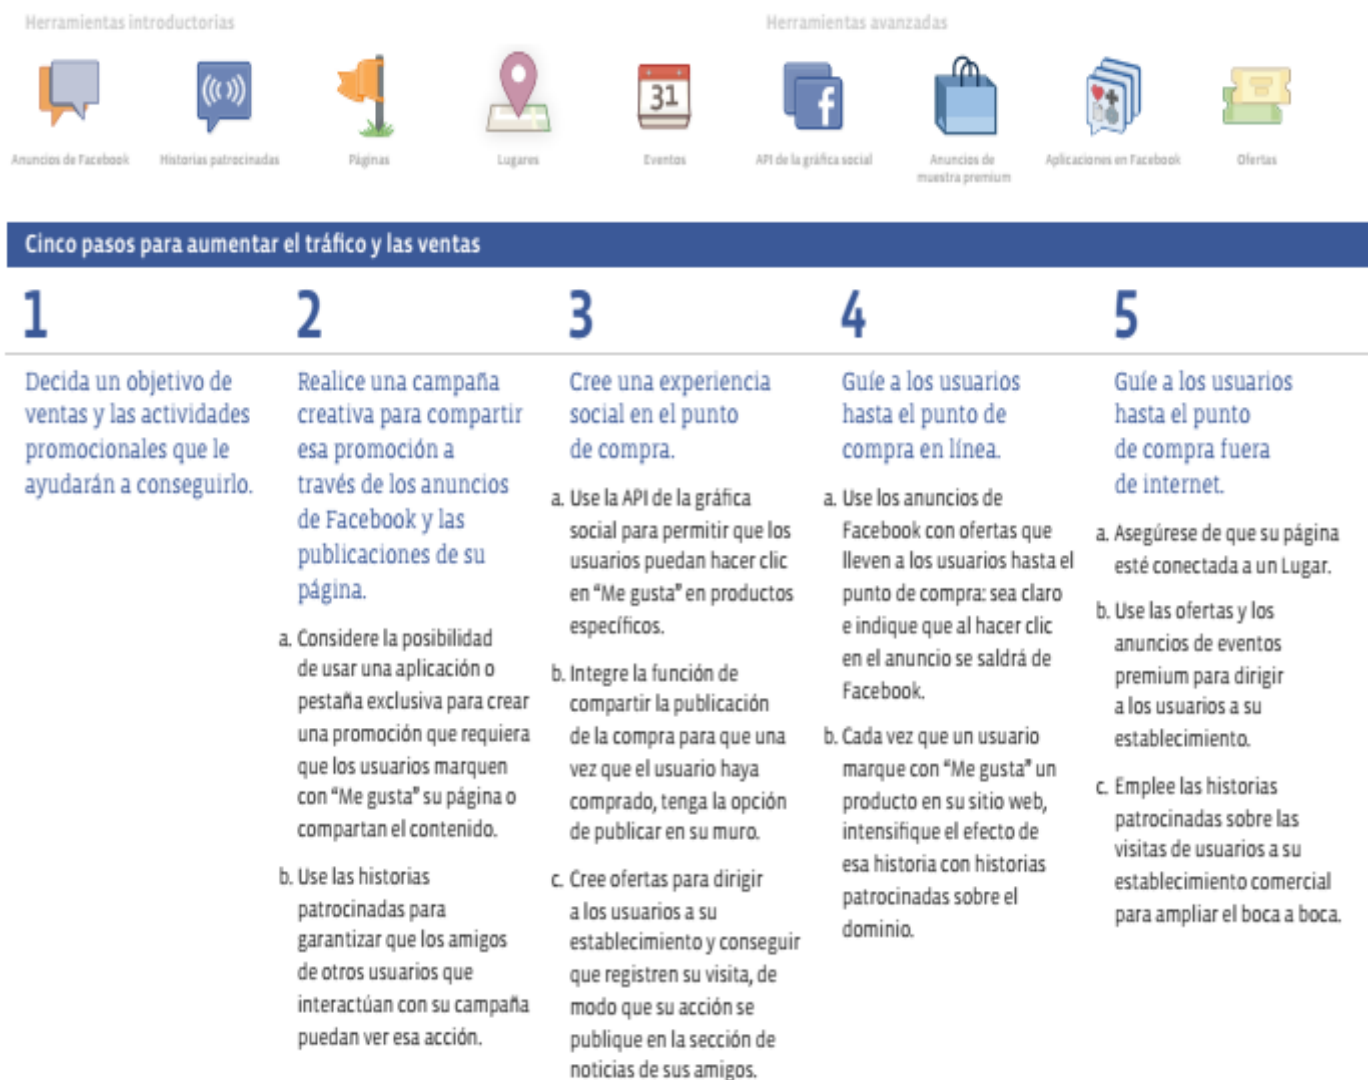 Herramientas introductorias
Herramientas avanzadas
31
f
Anuncios de Facebook
Historias patrocinadas
Páginas
Lugares
Eventos
API de la gráfica social
Anuncios de
muestra premium
Aplicaciones en Facebook
Ofertas
Cinco pasos para aumentar el tráfico y las ventas
1
Decida un objetivo de
ventas y las actividades
promocionales que le
ayudarán a conseguirlo.
2
Realice una campaña
creativa para compartir
esa promoción a
través de los anuncios
de Facebook y las
publicaciones de su
página.
a. Considere la posibilidad
de usar una aplicación o
pestaña exclusiva para crear
una promoción que requiera
que los usuarios marquen
con “Me gusta” su página o
compartan el contenido.
b. Use las historias
patrocinadas para
garantizar que los amigos
de otros usuarios que
interactúan con su campaña
puedan ver esa acción.
3
Cree una experiencia
social en el punto
de compra.
a. Use la API de la gráfica
social para permitir que los
usuarios puedan hacer clic
en “Me gusta” en productos
específicos.
b. Integre la función de
compartir la publicación
de la compra para que una
vez que el usuario haya
comprado, tenga la opción
de publicar en su muro.
c. Cree ofertas para dirigir
a los usuarios a su
establecimiento y conseguir
que registren su visita, de
modo que su acción se
publique en la sección de
noticias de sus amigos.
4
Guíe a los usuarios
hasta el punto de
compra en línea.
a. Use los anuncios de
Facebook con ofertas que
lleven a los usuarios hasta el
punto de compra: sea claro
e indique que al hacer clic
en el anuncio se saldrá de
Facebook.
b. Cada vez que un usuario
marque con “Me gusta” un
producto en su sitio web,
intensifique el efecto de
esa historia con historias
patrocinadas sobre el
dominio.
5
Guíe a los usuarios
hasta el punto
de compra fuera
de internet.
a. Asegúrese de que su página
esté conectada a un Lugar.
b. Use las ofertas y los
anuncios de eventos
premium para dirigir
a los usuarios a su
establecimiento.
c. Emplee las historias
patrocinadas sobre las
visitas de usuarios a su
establecimiento comercial
para ampliar el boca a boca.